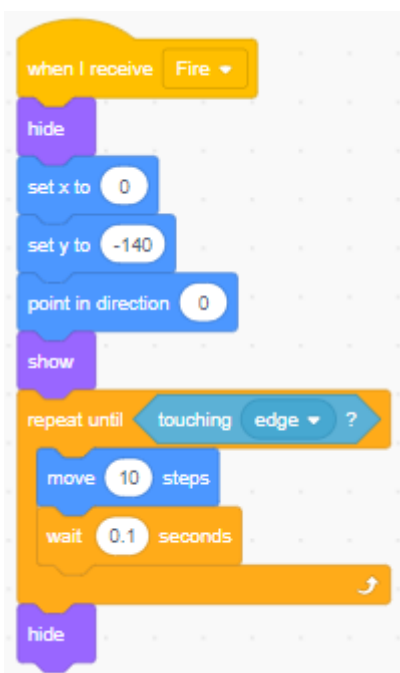 when I receive Fire
hide
set x to 0
set y to -140
point in direction 0
show
repeat until touching edge ?
move 10 steps
wait 0.1 seconds
hide